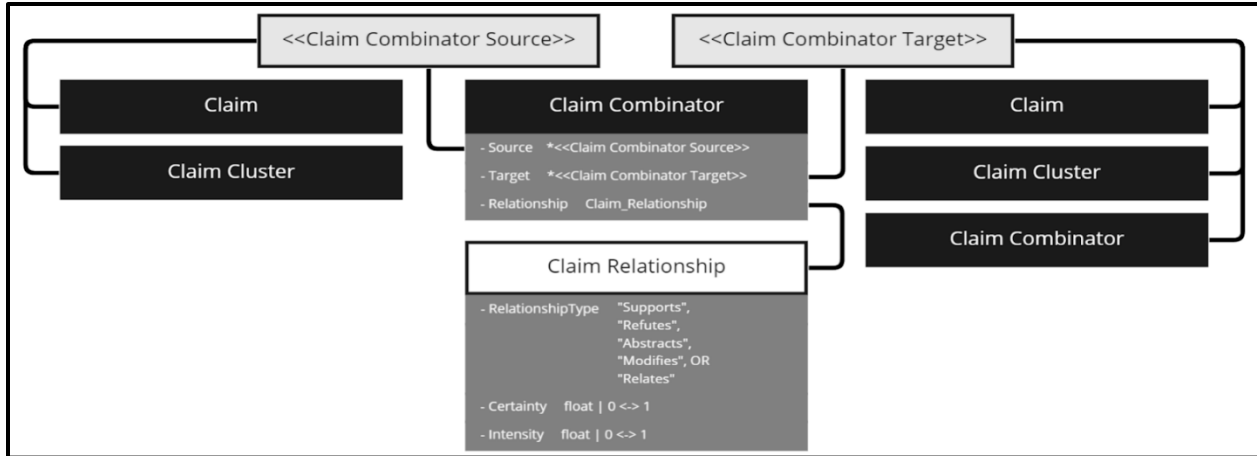 <<Claim Combinator Source>>
<<Claim Combinator Target>>
Claim
Claim Cluster
Claim Combinator
- Source *<<Claim Combinator Source>>
- Target *<<Claim Combinator Target>>
- Relationship Claim_Relationship
Claim
Claim Cluster
Claim Combinator
Claim Relationship
- RelationshipType "Supports",
"Refutes",
"Abstracts",
"Modifies", OR
"Relates"
- Certainty float | 0 <-> 1
- Intensity float | 0 <-> 1